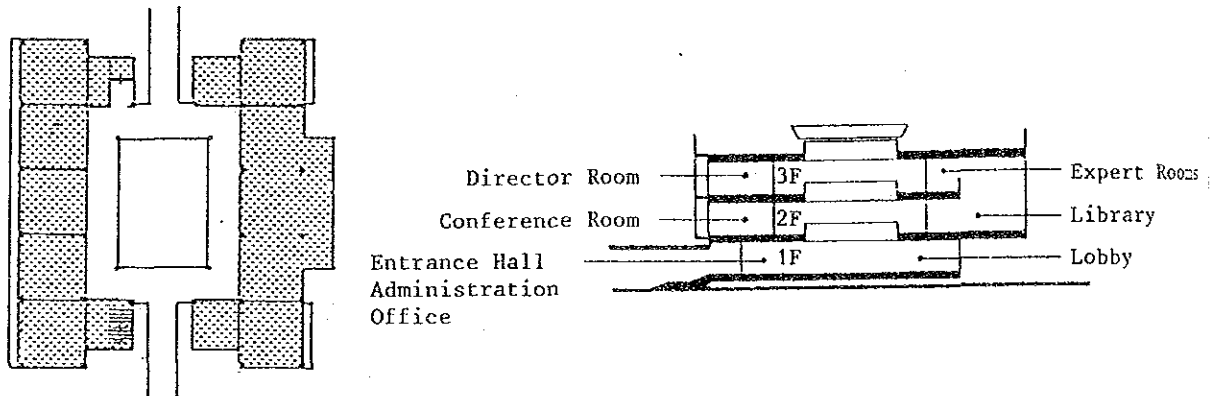 Director Room
3F
Expert Rooms
Conference Room
2F
Library
Entrance Hall
Administration
Office
1F
Lobby